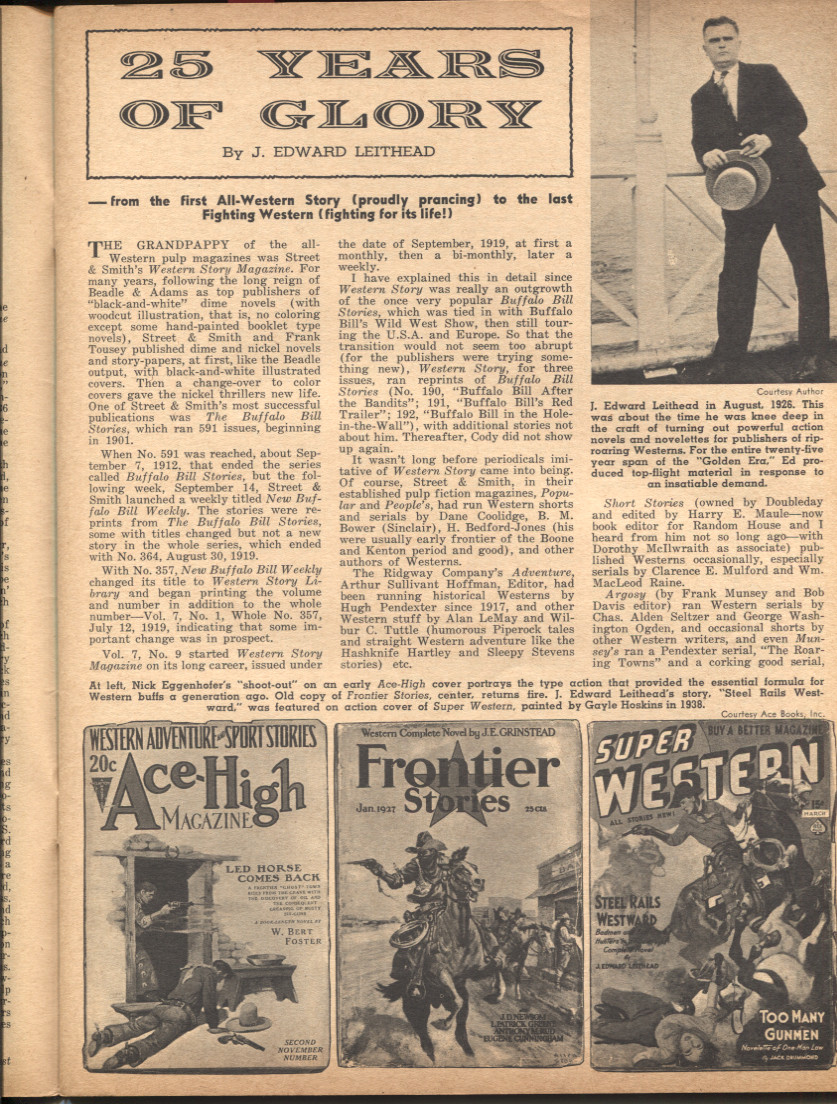 25 YEARS
OF GLORY
By J. EDWARD LEITHEAD
—from the first All-Western Story (proudly prancing) to the last
Fighting Western (fighting for its life!)
THE GRANDPAPPY of the all-
Western pulp magazines was Street
& Smith's Western Story Magazine. For
many years, following the long reign of
Beadle & Adams as top publishers of
"black-and-white" dime novels (with
woodcut illustration, that is, no coloring
except some hand-painted booklet type
novels), Street & Smith and Frank
Tousey published dime and nickel novels
and story-papers, at first, like the Beadle
output, with black-and-white illustrated
covers. Then a change-over to color
covers gave the nickel thrillers new life.
One of Street & Smith's most successful
publications was The Buffalo Bill
Stories, which ran 591 issues, beginning
in 1901.
When No. 591 was reached, about Sep-
tember 7, 1912, that ended the series
called Buffalo Bill Stories, but the fol-
lowing week, September 14, Street &
Smith launched a weekly titled New Buf-
falo Bill Weekly. The stories were re-
prints from The Buffalo Bill Stories,
some with titles changed but not a new
story in the whole series, which ended
with No. 364, August 30, 1919.
With No. 357, New Buffalo Bill Weekly
changed its title to Western Story Li-
brary and began printing the volume
and number in addition to the whole
number—Vol. 7, No. 1, Whole No. 357,
July 12, 1919, indicating that some im-
portant change was in prospect.
Vol. 7, No. 9 started Western Story
Magazine on its long career, issued under
the date of September, 1919, at first a
monthly, then a bi-monthly, later a
weekly.
I have explained this in detail since
Western Story was really an outgrowth
of the once very popular Buffalo Bill
Stories, which was tied in with Buffalo
Bill's Wild West Show, then still tour-
ing the U.S.A. and Europe. So that the
transition would not seem too abrupt
(for the publishers were trying some-
thing new), Western Story, for three
issues, ran reprints of Buffalo Bill
Stories (No. 190, "Buffalo Bill After
the Bandits"; 191, "Buffalo Bill's Red
Trailer"; 192, "Buffalo Bill in the Hole-
in-the-Wall"), with additional stories not
about him. Thereafter, Cody did not show
up again.
It wasn't long before periodicals imi-
tative of Western Story came into being.
Of course, Street & Smith, in their
established pulp fiction magazines, Popu-
lar and People's, had run Western shorts
and serials by Dane Coolidge, B. M.
Bower (Sinclair), H. Bedford-Jones (his
were usually early frontier of the Boone
and Kenton period and good), and other
authors of Westerns.
The Ridgway Company's Adventure,
Arthur Sullivant Hoffman, Editor, had
been running historical Westerns by
Hugh Pendexter since 1917, and other
Western stuff by Alan LeMay and Wil-
bur C. Tuttle (humorous Piperock tales
and straight Western adventure like the
Hashknife Hartley and Sleepy Stevens
stories) etc.
Courtesy Author
J. Edward Leithead in August, 1926. This
was about the time he was knee deep in
the craft of turning out powerful action
novels and novelettes for publishers of rip-
roaring Westerns. For the entire twenty-five
year span of the "Golden Era," Ed pro-
duced top-flight material in response to
an insatiable demand.
Short Stories (owned by Doubleday
and edited by Harry E. Maule—now
book editor for Random House and I
heard from him not so long ago—with
Dorothy McIlwraith as associate) pub-
lished Westerns occasionally, especially
serials by Clarence E. Mulford and Wm.
MacLeod Raine.
Argosy (by Frank Munsey and Bob
Davis editor) ran Western serials by
Chas. Alden Seltzer and George Wash-
ington Ogden, and occasional shorts by
other Western writers, and even Mun-
sey's ran a Pendexter serial, "The Roar-
ing Towns" and a corking good serial,
At left, Nick Eggenhofer's "shoot-out" on an early Ace-High cover portrays the type action that provided the essential formula for
Western buffs a generation ago. Old copy of Frontier Stories, center, returns fire. J. Edward Leithead's story, "Steel Rails West-
ward," was featured on action cover of Super Western, painted by Gayle Hoskins in 1938.
Courtesy Ace Books, Inc.
WESTERN ADVENTURE AND SPORT STORIES
20c
Ace-High
MAGAZINE
LED HORSE
COMES BACK
A BOOK-LENGTH NOVEL BY
W. BERT
FOSTER
SECOND
NOVEMBER
NUMBER
Western Complete Novel by J.E. GRINSTEAD
Frontier
Stories
Jan. 1927
25 CTS
EUGENE CUNNINGHAM
BUY A BETTER MAGAZINE
SUPER
WESTERN
15¢
MARCH
ALL STORIES NEW!
STEEL RAILS
WESTWARD
J. EDWARD LEITHEAD
TOO MANY
GUNMEN
Novelette of One-Man Law
By JACK DRUMMOND